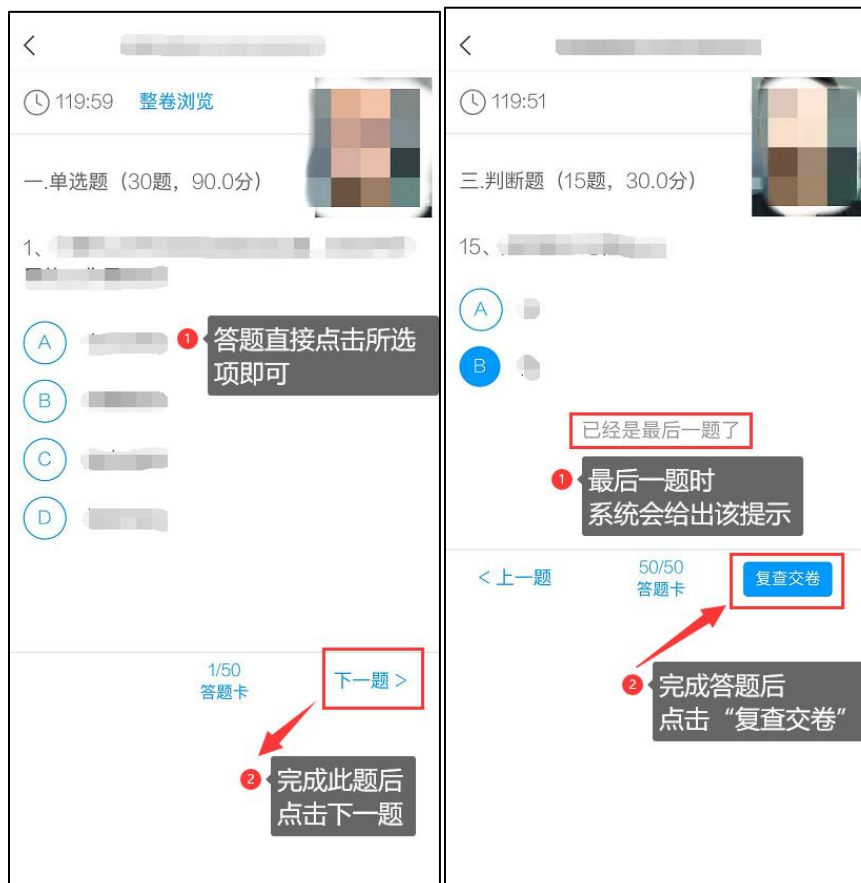 119:59 整卷浏览
一.单选题（30题，90.0分）
1、
A
1 答题直接点击所选
项即可
B
C
D
1/50
答题卡
下一题 >
2 完成此题后
点击下一题
119:51
三.判断题（15题，30.0分）
15、
A
B
已经是最后一题了
1 最后一题时
系统会给出该提示
< 上一题
50/50
答题卡
复查交卷
2 完成答题后
点击“复查交卷”